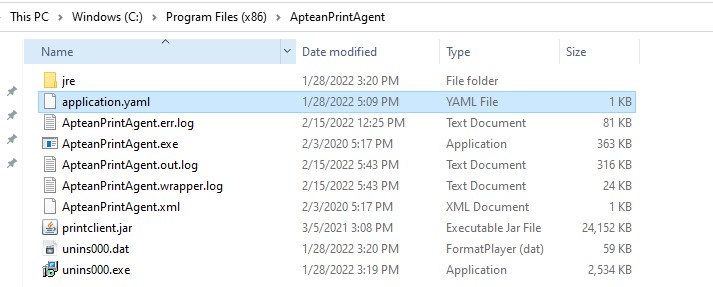 This PC > Windows (C:) > Program Files (x86) > ApteanPrintAgent
Name Date modified Type Size
jre 1/28/2022 3:20 PM File folder
application.yaml 1/28/2022 5:09 PM YAML File 1 KB
ApteanPrintAgent.err.log 2/15/2022 12:25 PM Text Document 81 KB
ApteanPrintAgent.exe 2/3/2020 5:17 PM Application 363 KB
ApteanPrintAgent.out.log 2/15/2022 5:43 PM Text Document 316 KB
ApteanPrintAgent.wrapper.log 2/15/2022 5:43 PM Text Document 24 KB
ApteanPrintAgent.xml 2/3/2020 5:17 PM XML Document 1 KB
printclient.jar 3/5/2021 3:08 PM Executable Jar File 24,152 KB
unins000.dat 1/28/2022 3:20 PM FormatPlayer (dat) 59 KB
unins000.exe 1/28/2022 3:19 PM Application 2,534 KB